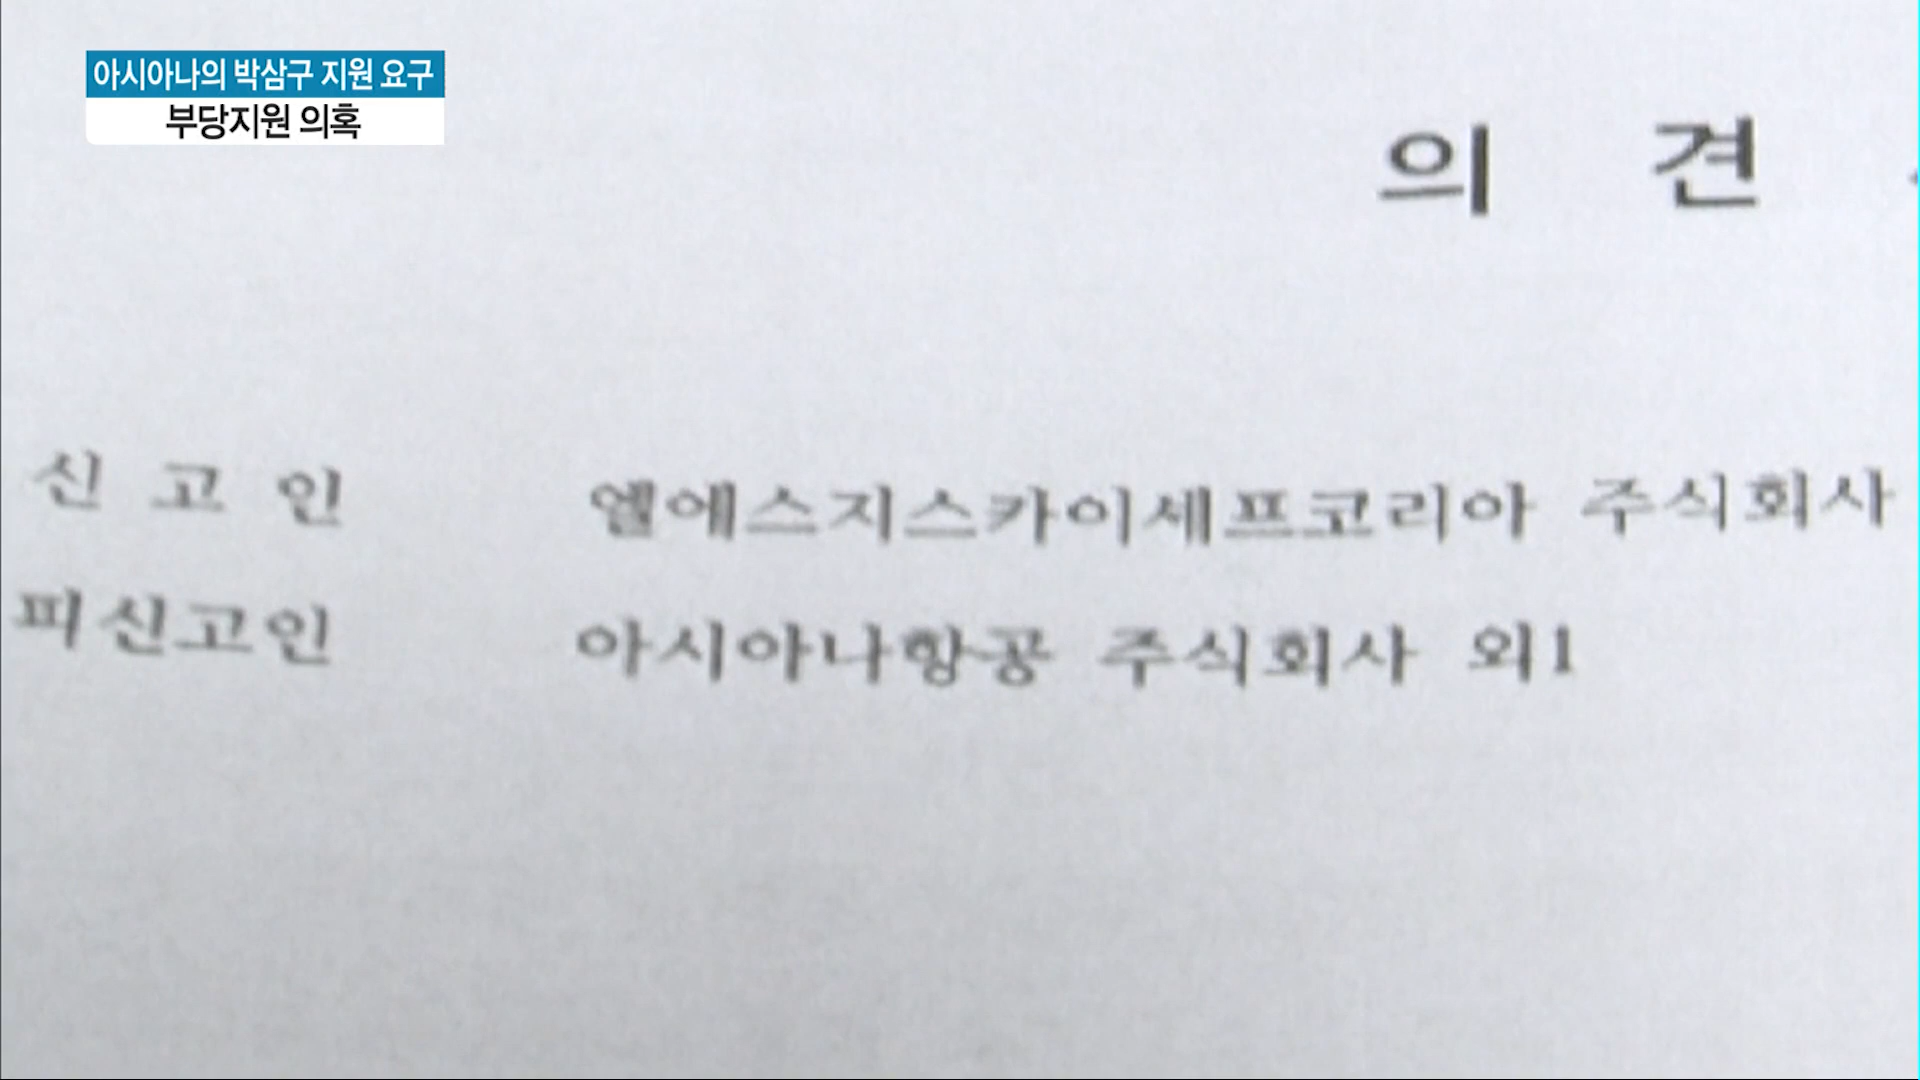 아시아나의 박삼구 지원 요구
부당지원 의혹
의 견
신 고 인 엘에스지스카이세프코리아 주식회사
피신고인 아시아나항공 주식회사 외1